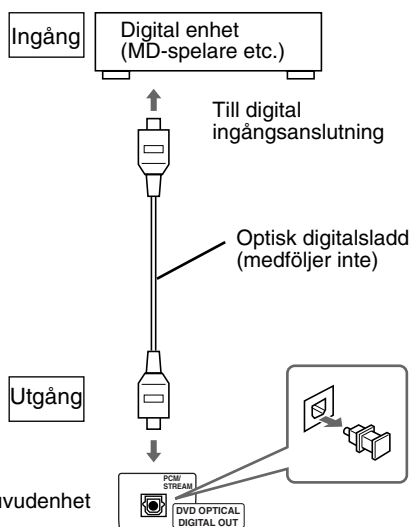 Ingång
Digital enhet
(MD-spelare etc.)
Till digital
ingångsanslutning
Optisk digitalsladd
(medföljer inte)
Utgång
PCM/
STREAM
uvudenhet
DVD OPTICAL
DIGITAL OUT